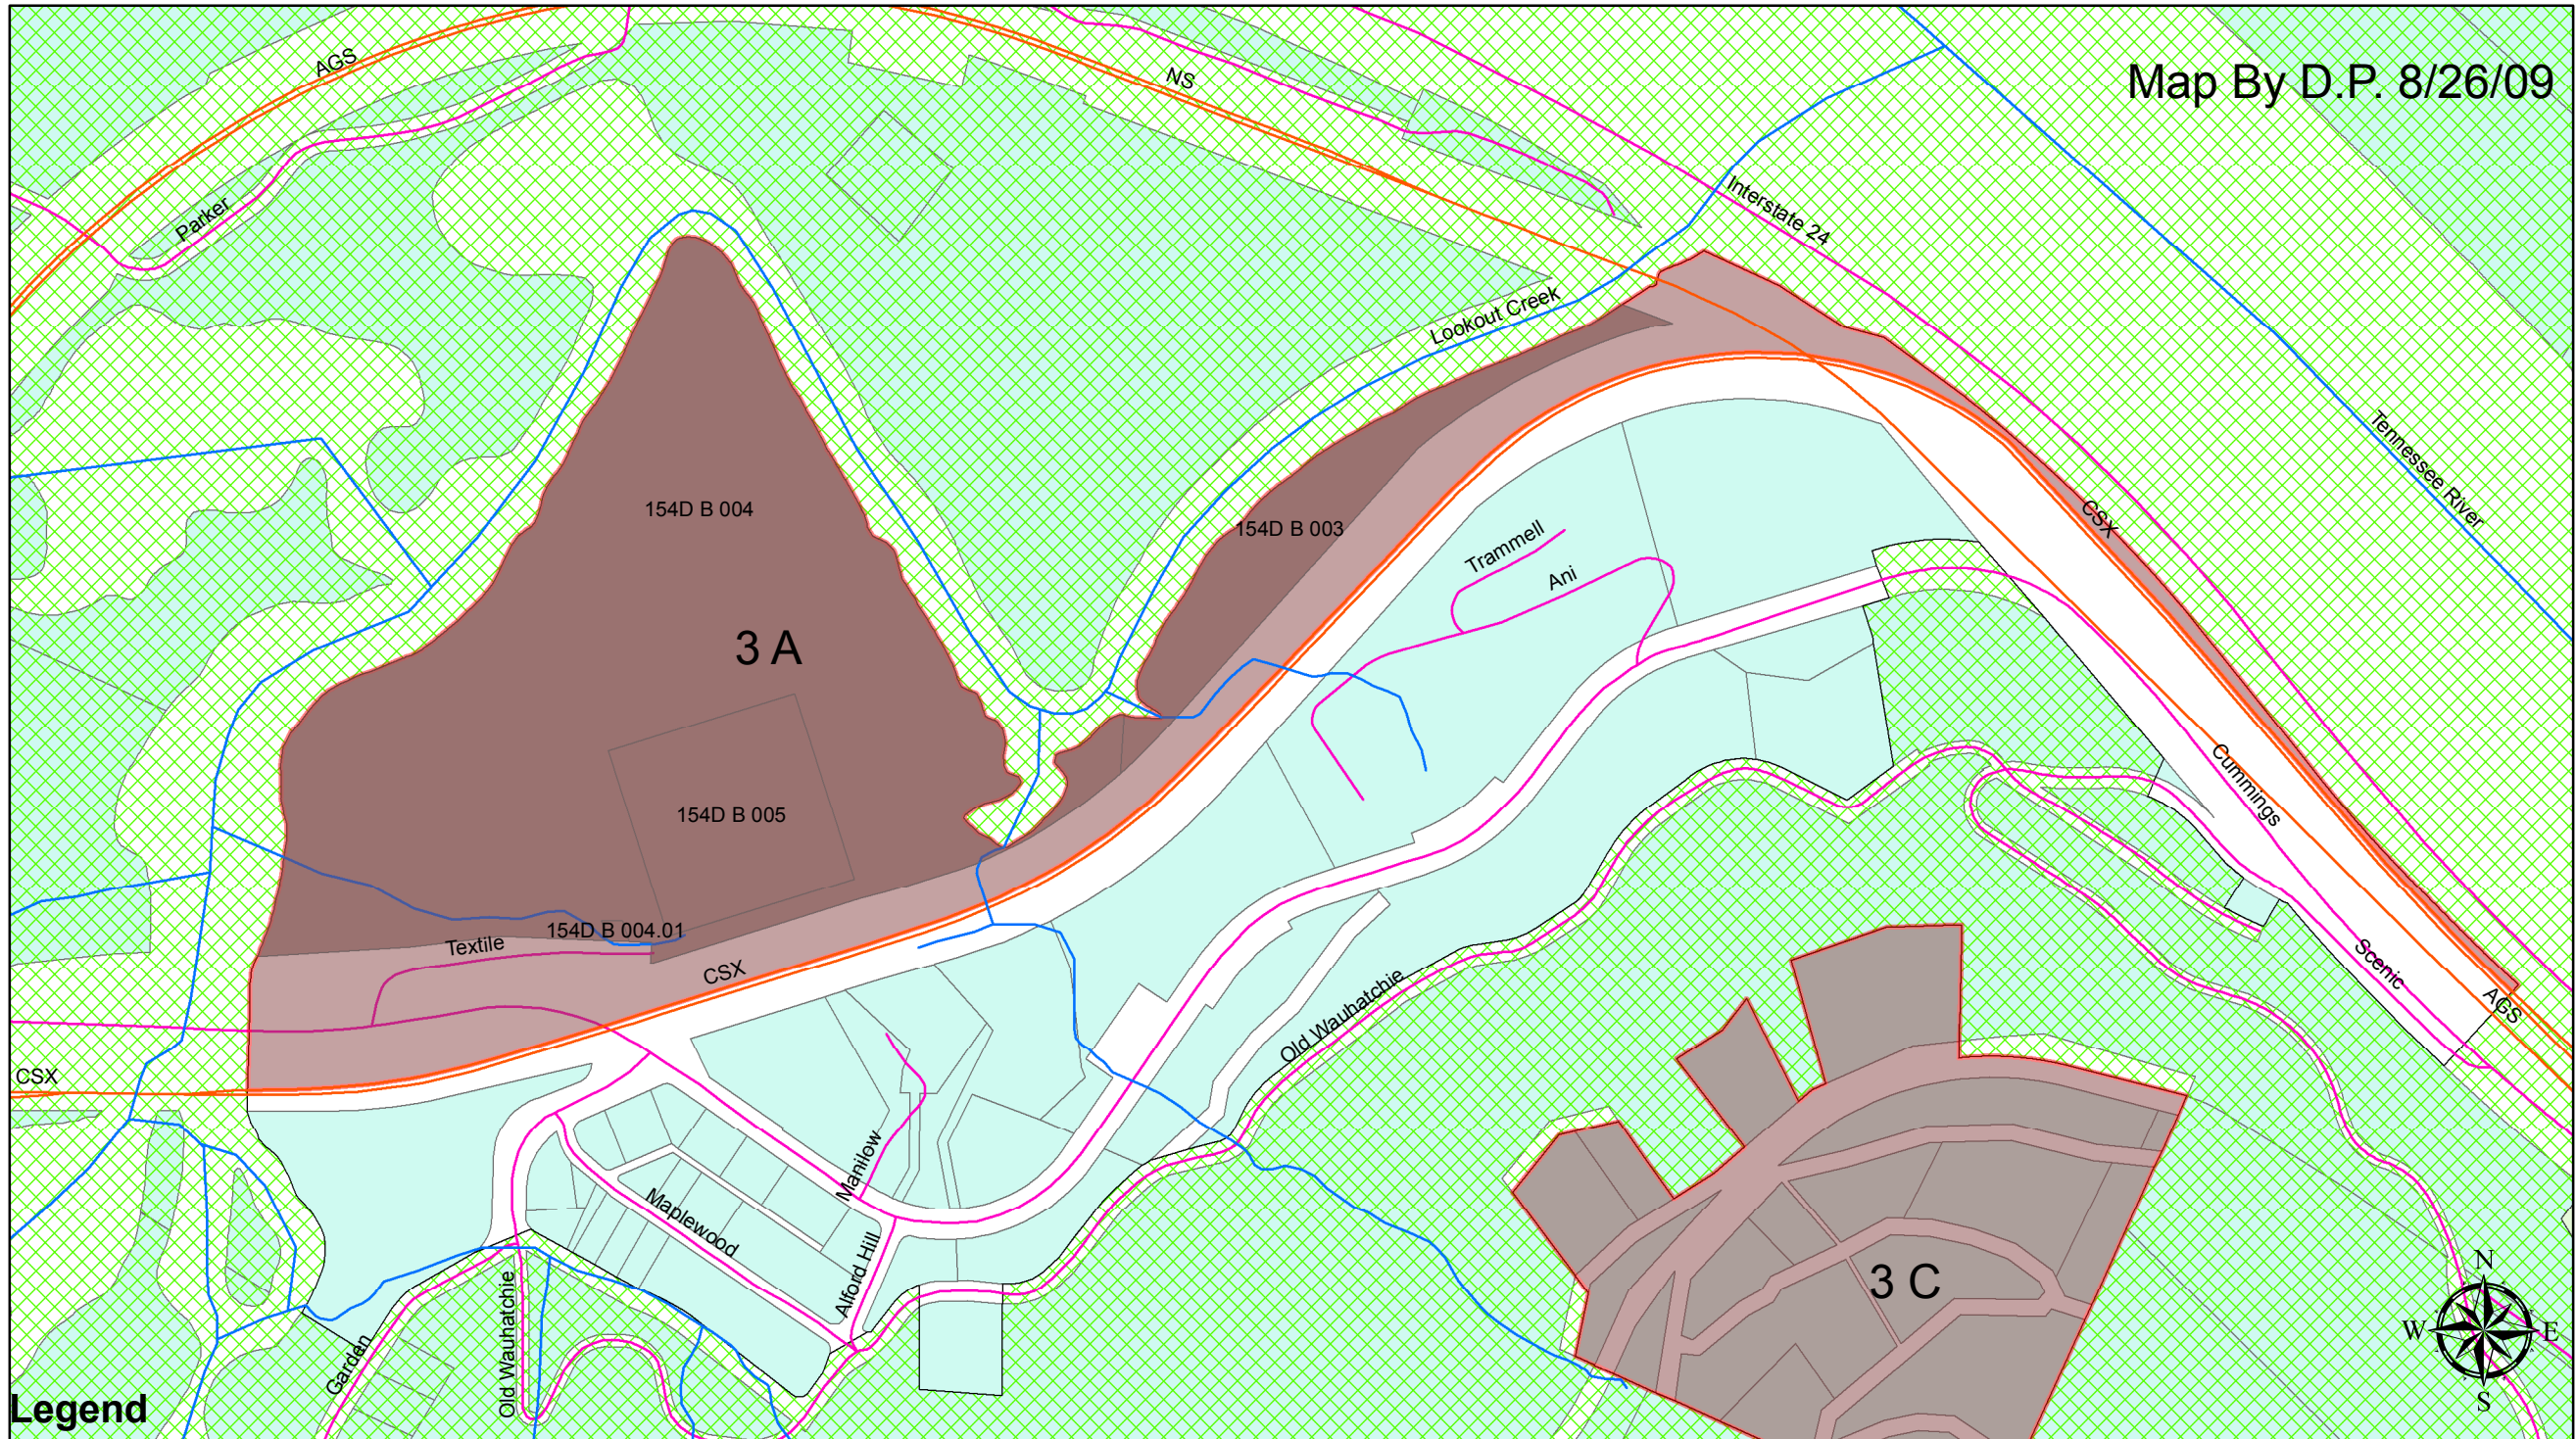 AGS
NS
Map By D.P. 8/26/09
Parker
Interstate 24
Lookout Creek
Tennessee River
154D B 004
154D B 003
CSX
Trammell
Ani
3 A
154D B 005
Cummings
154D B 004.01
Textile
CSX
Scenic
AGS
Old Wauhatchie
CSX
Manilow
Maplewood
Alford Hill
3 C
Old Wauhatchie
Garden
N
W
E
S
Legend